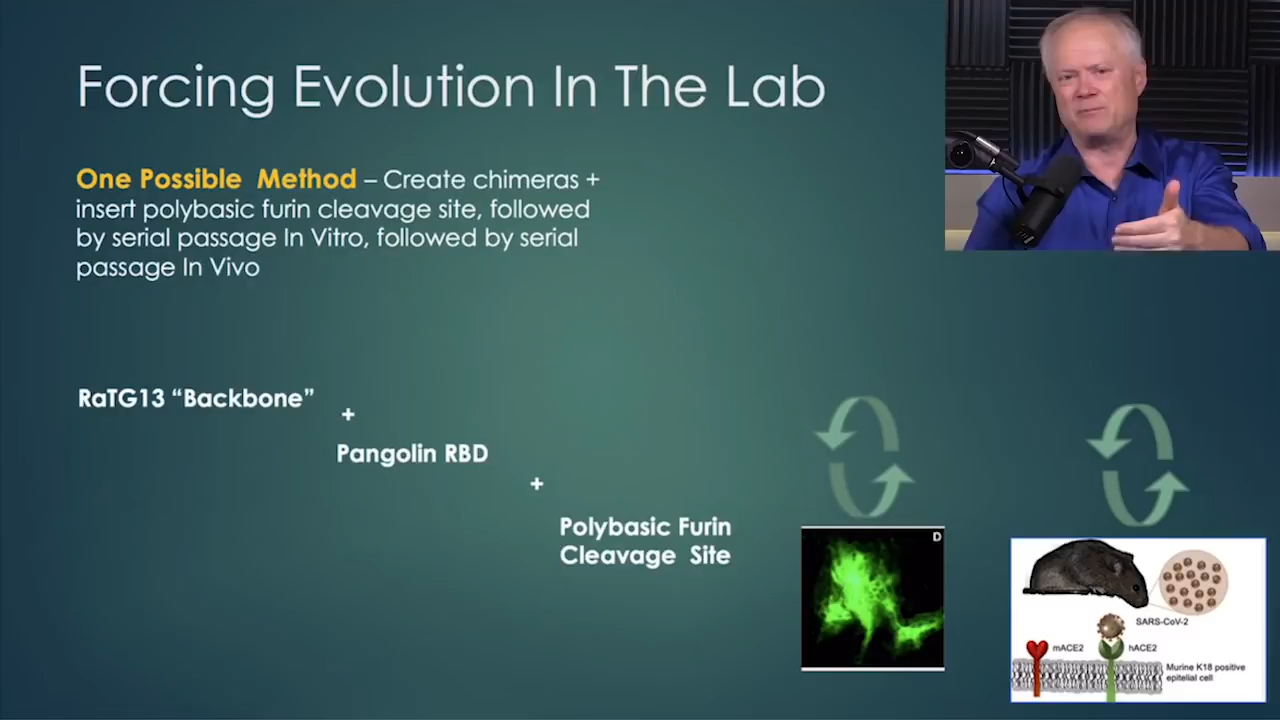 Forcing Evolution In The Lab
One Possible Method – Create chimeras +
insert polybasic furin cleavage site, followed
by serial passage In Vitro, followed by serial
passage In Vivo
RaTG13 “Backbone”
+
Pangolin RBD
+
Polybasic Furin
Cleavage Site
D
SARS-CoV-2
mACE2
hACE2
Murine K18 positive
epitelial cell